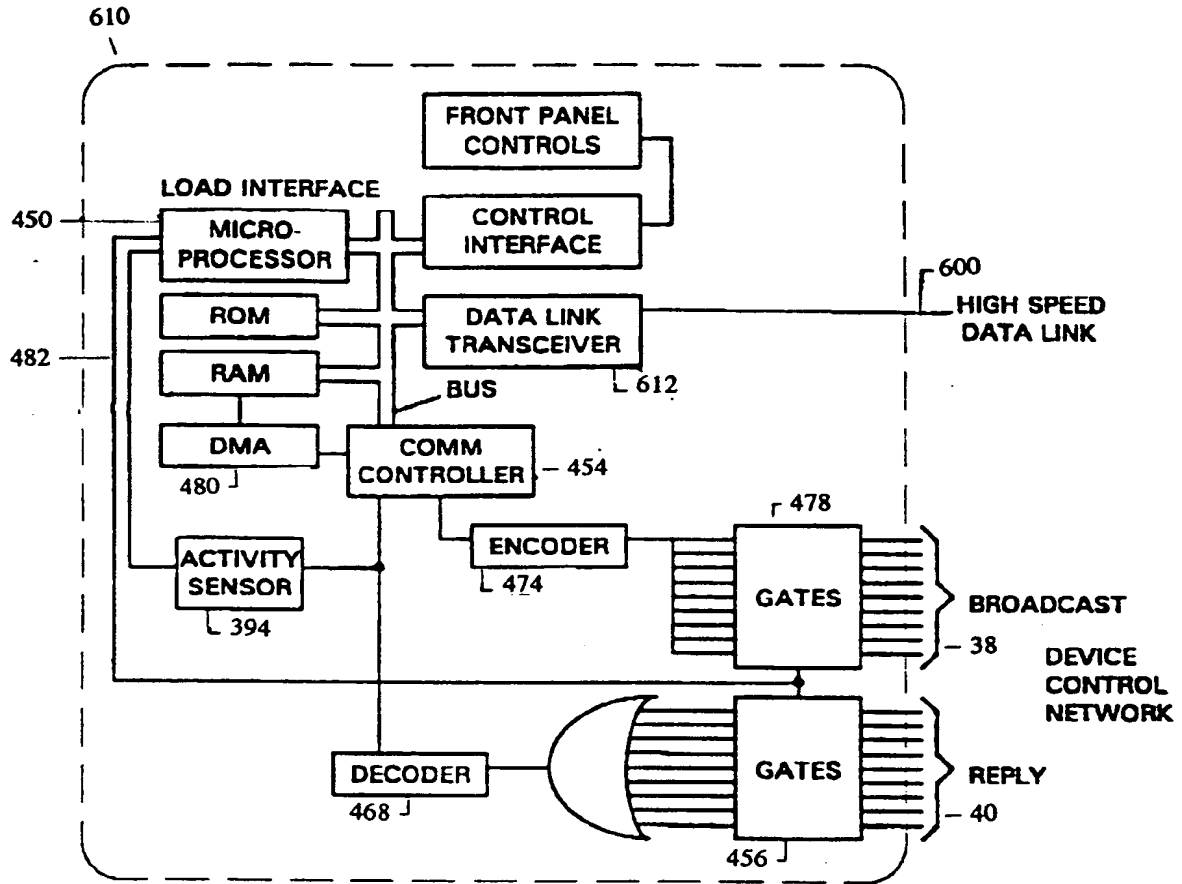 610
FRONT PANEL
CONTROLS
LOAD INTERFACE
450
MICRO-
PROCESSOR
CONTROL
INTERFACE
600
HIGH SPEED
DATA LINK
ROM
DATA LINK
TRANSCEIVER
482
RAM
612
BUS
DMA
COMM
CONTROLLER
454
480
478
ENCODER
474
ACTIVITY
SENSOR
394
GATES
BROADCAST
38
DEVICE
CONTROL
NETWORK
DECODER
468
GATES
REPLY
40
456